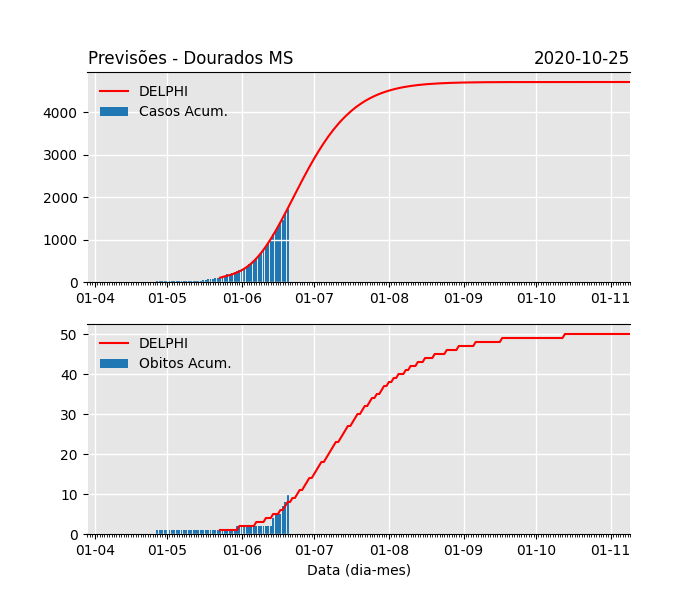 Previsões - Dourados MS 2020-10-25
DELPHI
Casos Acum.
4000
3000
2000
1000
0
01-04 01-05 01-06 01-07 01-08 01-09 01-10 01-11
DELPHI
Obitos Acum.
50
40
30
20
10
0
01-04 01-05 01-06 01-07 01-08 01-09 01-10 01-11
Data (dia-mes)